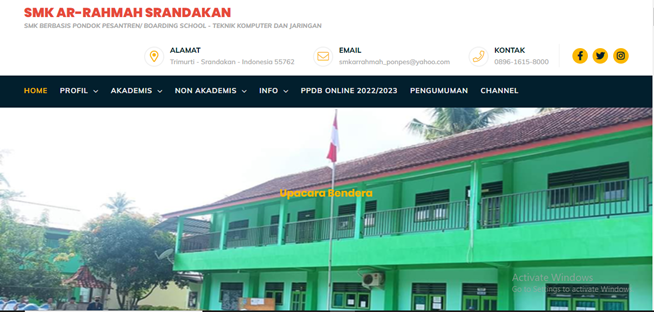 SMK AR-RAHMAH SRANDAKAN
SMK BERBASIS PONDOK PESANTREN/ BOARDING SCHOOL - TEKNIK KOMPUTER DAN JARINGAN
ALAMAT
Trimurti - Srandakan - Indonesia 55762
EMAIL
smkarrahmah_ponpes@yahoo.com
KONTAK
0896-1615-8000
HOME PROFIL AKADEMIS NON AKADEMIS INFO PPDB ONLINE 2022/2023 PENGUMUMAN CHANNEL
Upacara Bendera
Activate Windows
Go to Settings to activate Windows